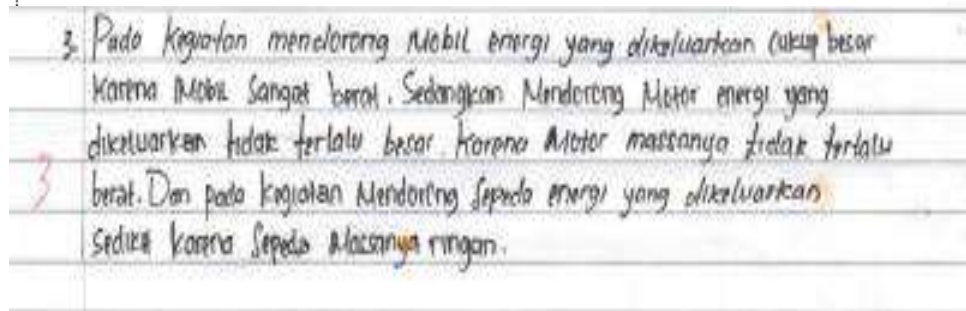 3. Pada kegiatan mendorong Mobil energi yang dikeluarkan cukup besar
karena Mobil sangat berat. Sedangkan Mendorong Motor energi yang
dikeluarkan tidak terlalu besar. Karena Motor massanya tidak terlalu
3 berat. Dan pada kegiatan Mendorong Sepeda energi yang dikeluarkan
sedikit karena Sepeda Massanya ringan.